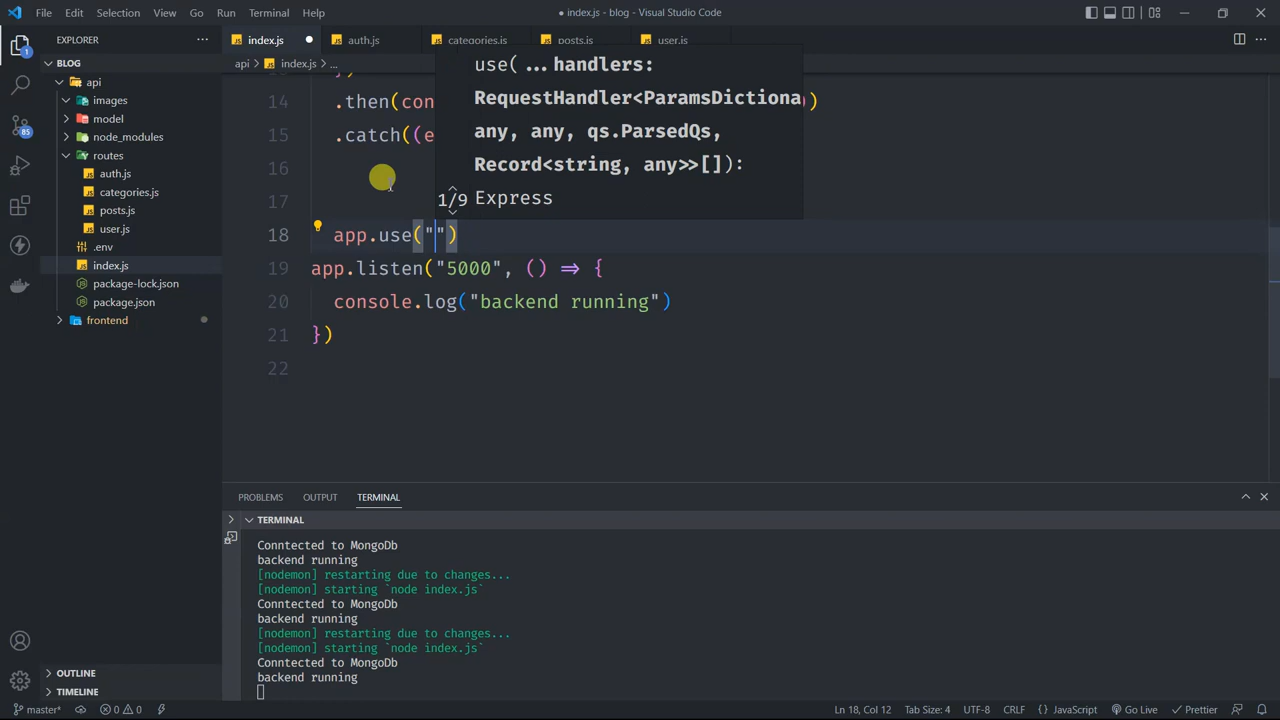 File Edit Selection View Go Run Terminal Help
● index.js - blog - Visual Studio Code
EXPLORER
index.js
auth.js
categories.js
posts.js
user.js
BLOG
api
index.js > ...
images
model
node_modules
routes
auth.js
categories.js
posts.js
user.js
.env
index.js
package-lock.json
package.json
frontend
1
85
use( ...handlers:
RequestHandler<ParamsDictiona
any, any, qs.ParsedQs,
Record<string, any>>[]):
1/9 Express
14 .then(con )
15 .catch((e
16
17
18 app.use("")
19 app.listen("5000", () => {
20 console.log("backend running")
21 })
22
PROBLEMS OUTPUT TERMINAL
TERMINAL
Conntected to MongoDb
backend running
[nodemon] restarting due to changes...
[nodemon] starting `node index.js`
Conntected to MongoDb
backend running
[nodemon] restarting due to changes...
[nodemon] starting `node index.js`
Conntected to MongoDb
backend running
OUTLINE
TIMELINE
master* 0 0 Ln 18, Col 12 Tab Size: 4 UTF-8 CRLF {} JavaScript Go Live Prettier